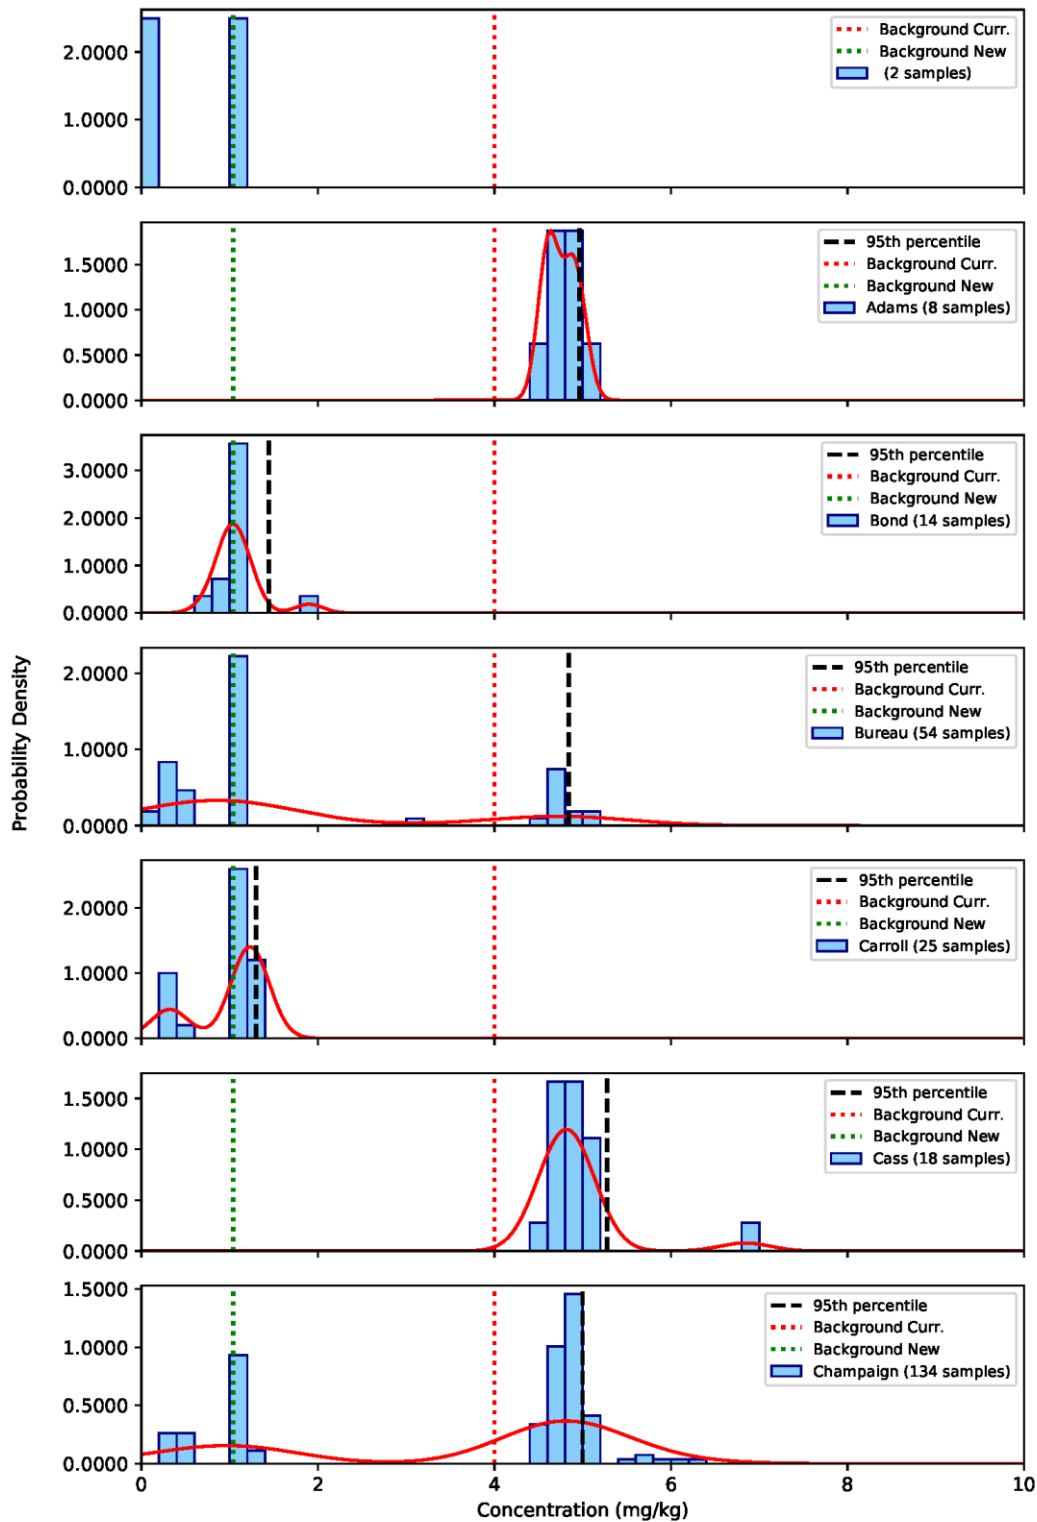 2.0000
1.0000
0.0000
0
2
4
6
8
10
Background Curr.
Background New
(2 samples)
1.5000
1.0000
0.5000
0.0000
95th percentile
Background Curr.
Background New
Adams (8 samples)
3.0000
2.0000
1.0000
0.0000
95th percentile
Background Curr.
Background New
Bond (14 samples)
2.0000
1.0000
0.0000
95th percentile
Background Curr.
Background New
Bureau (54 samples)
Probability Density
2.0000
1.0000
0.0000
95th percentile
Background Curr.
Background New
Carroll (25 samples)
1.5000
1.0000
0.5000
0.0000
95th percentile
Background Curr.
Background New
Cass (18 samples)
1.5000
1.0000
0.5000
0.0000
95th percentile
Background Curr.
Background New
Champaign (134 samples)
0 2 4 6 8 10
Concentration (mg/kg)